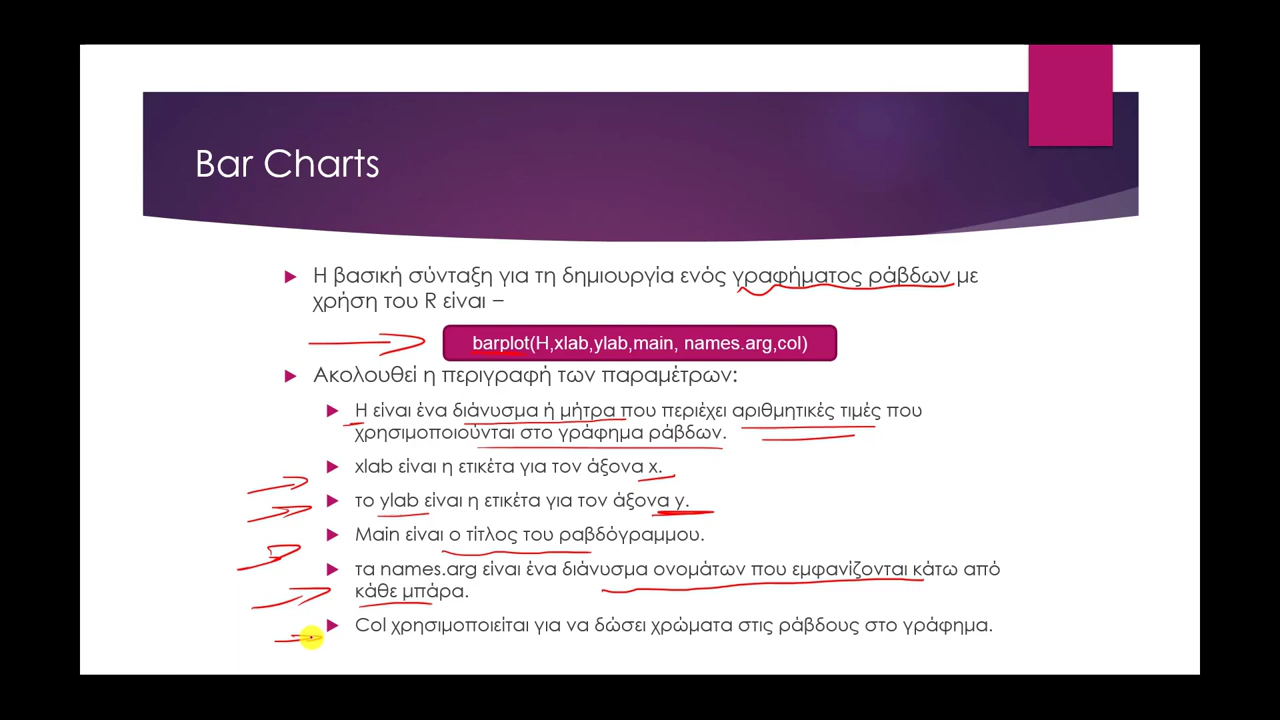 Bar Charts
Η βασική σύνταξη για τη δημιουργία ενός γραφήματος ράβδων με
χρήση του R είναι –
barplot(H,xlab,ylab,main, names.arg,col)
Ακολουθεί η περιγραφή των παραμέτρων:
Η είναι ένα διάνυσμα ή μήτρα που περιέχει αριθμητικές τιμές που
χρησιμοποιούνται στο γράφημα ράβδων.
xlab είναι η ετικέτα για τον άξονα x.
το ylab είναι η ετικέτα για τον άξονα y.
Main είναι ο τίτλος του ραβδόγραμμου.
τα names.arg είναι ένα διάνυσμα ονομάτων που εμφανίζονται κάτω από
κάθε μπάρα.
Col χρησιμοποιείται για να δώσει χρώματα στις ράβδους στο γράφημα.